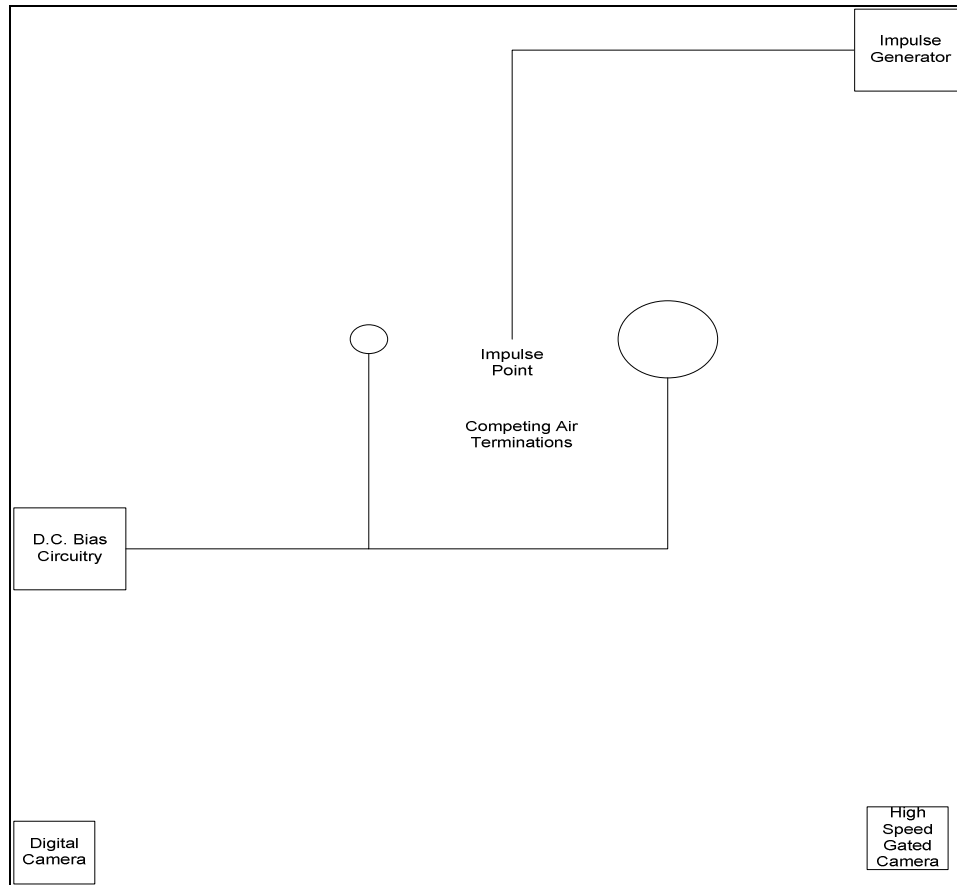 Impulse
Generator
Impulse
Point
Competing Air
Terminations
D.C. Bias
Circuitry
Digital
Camera
High
Speed
Gated
Camera